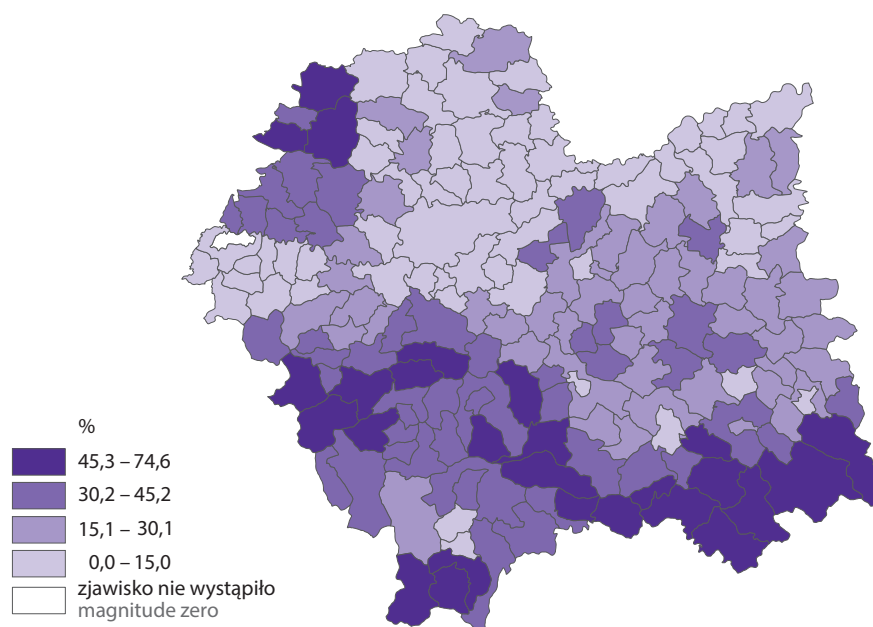 %
45,3 – 74,6
30,2 – 45,2
15,1 – 30,1
0,0 – 15,0
zjawisko nie wystąpiło
magnitude zero